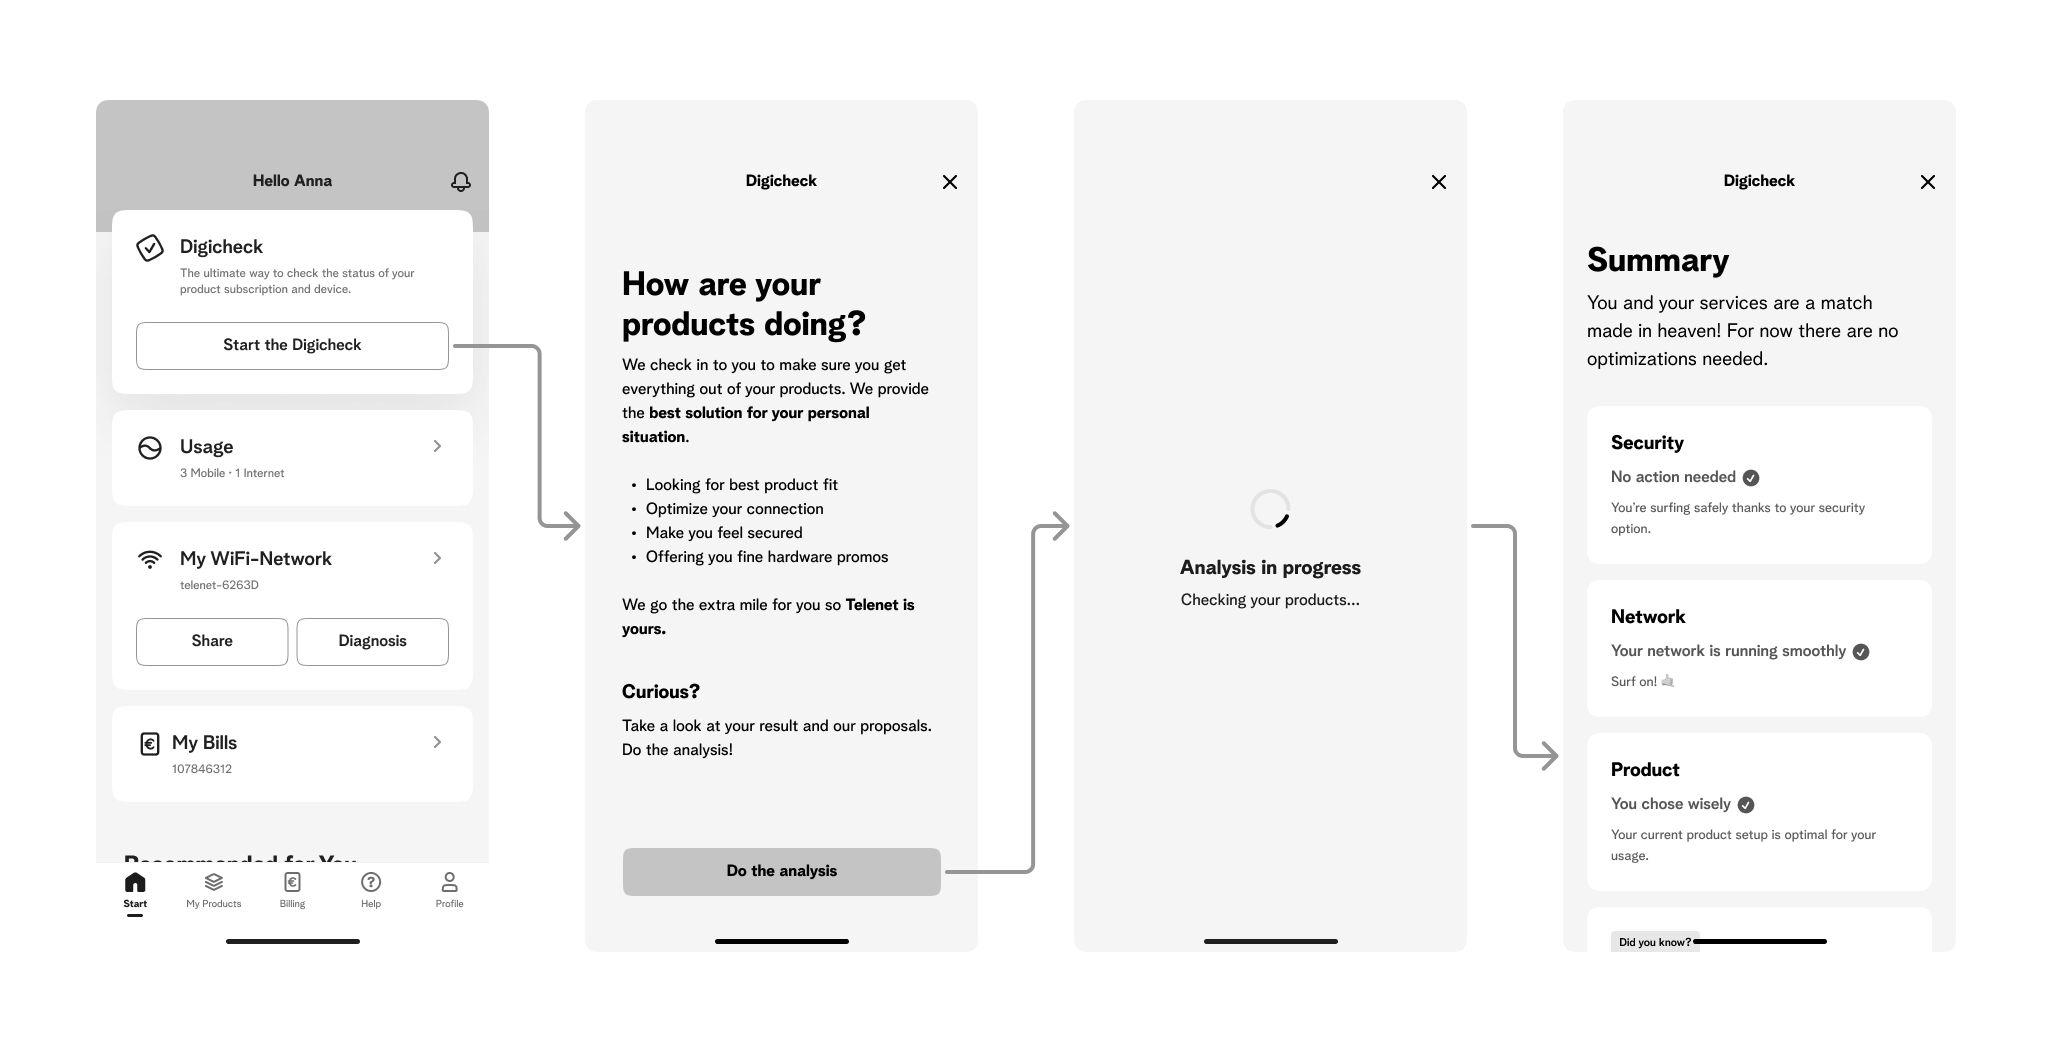 Hello Anna
Digicheck
The ultimate way to check the status of your
product subscription and device.
Start the Digicheck
Usage
3 Mobile · 1 Internet
My WiFi-Network
telenet-6263D
Share
Diagnosis
My Bills
107846312
Recommended for You
Start
My Products
Billing
Help
Profile
Digicheck
How are your
products doing?
We check in to you to make sure you get
everything out of your products. We provide
the best solution for your personal
situation.
• Looking for best product fit
• Optimize your connection
• Make you feel secured
• Offering you fine hardware promos
We go the extra mile for you so Telenet is
yours.
Curious?
Take a look at your result and our proposals.
Do the analysis!
Do the analysis
Analysis in progress
Checking your products...
Digicheck
Summary
You and your services are a match
made in heaven! For now there are no
optimizations needed.
Security
No action needed
You're surfing safely thanks to your security
option.
Network
Your network is running smoothly
Surf on! 🤙
Product
You chose wisely
Your current product setup is optimal for your
usage.
Did you know?